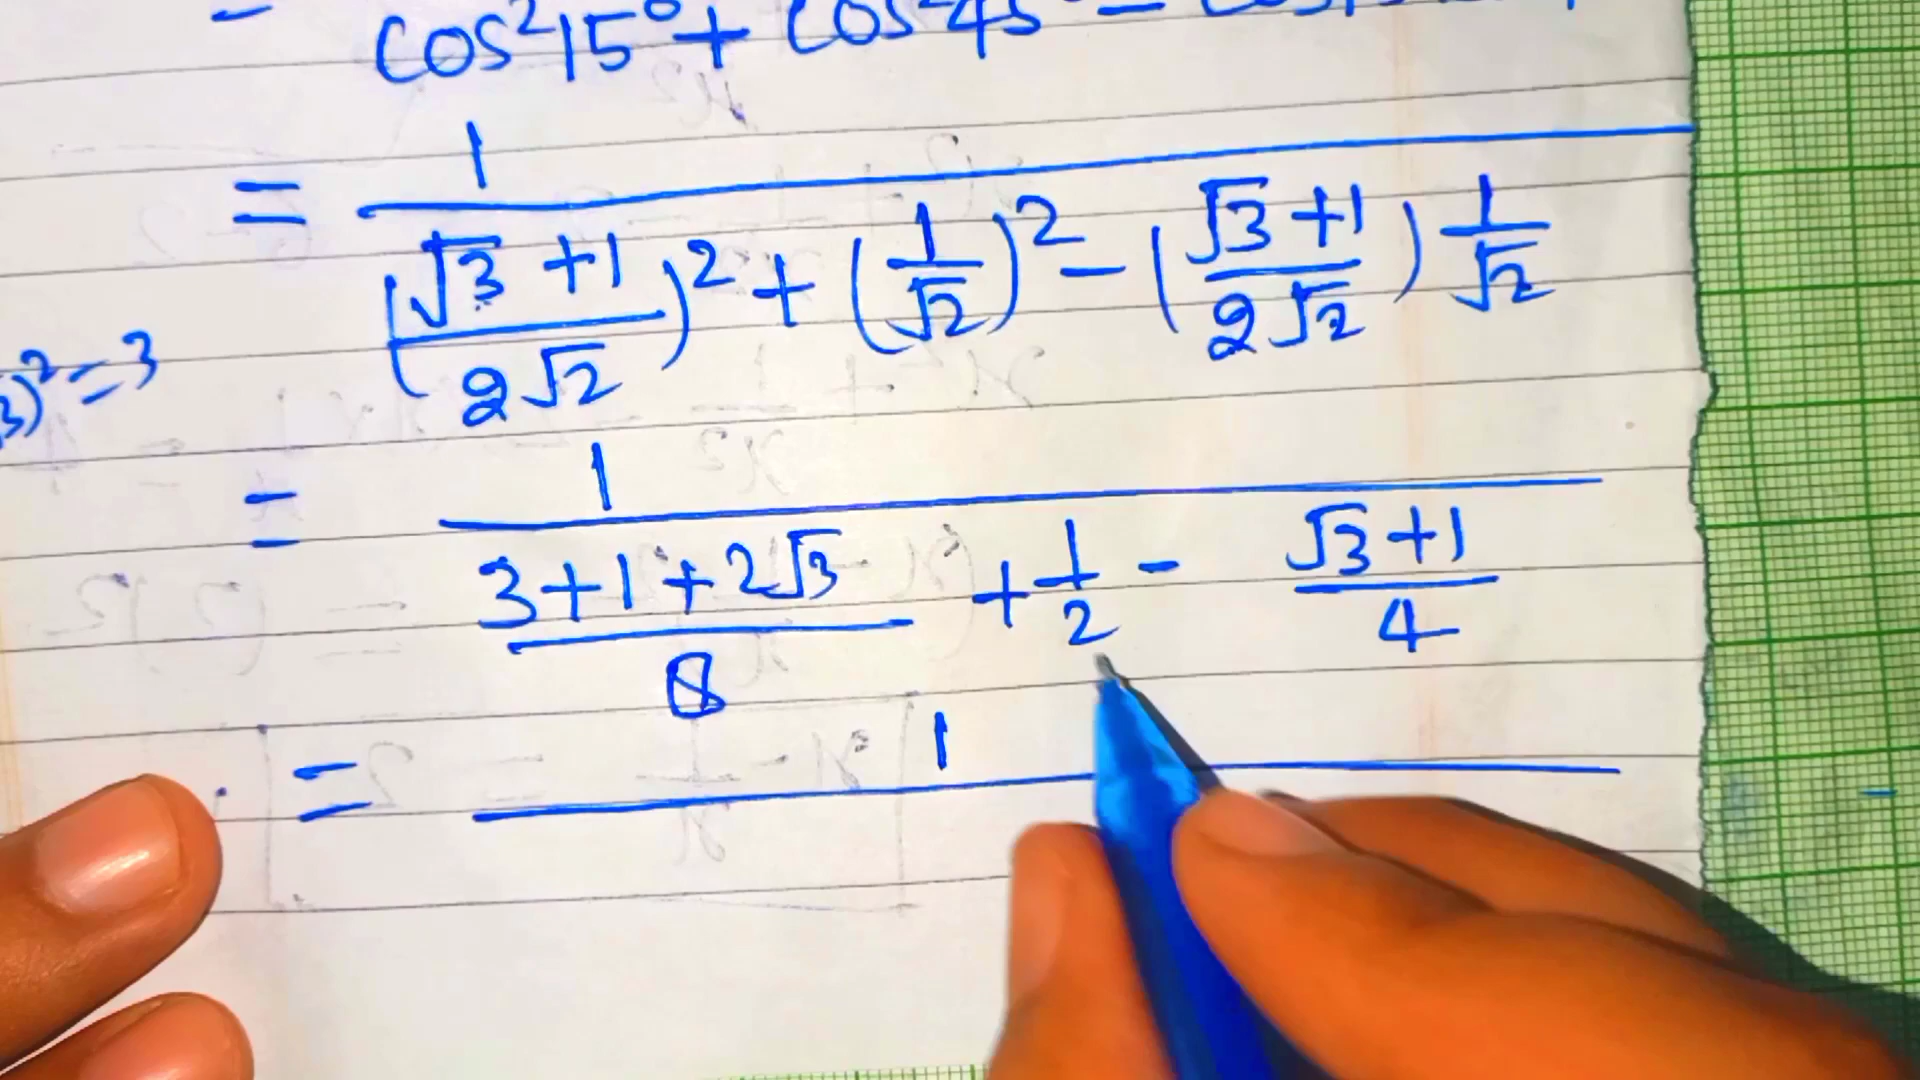 = cos²15° + cos²45° -
= 1 / (√3 +1 / 2√2)² + (1/√2)² - (√3 +1 / 2√2) 1/√2
3)² = 3
= 1 / 3+1+2√3 / 8 + 1/2 - √3+1 / 4
= 1